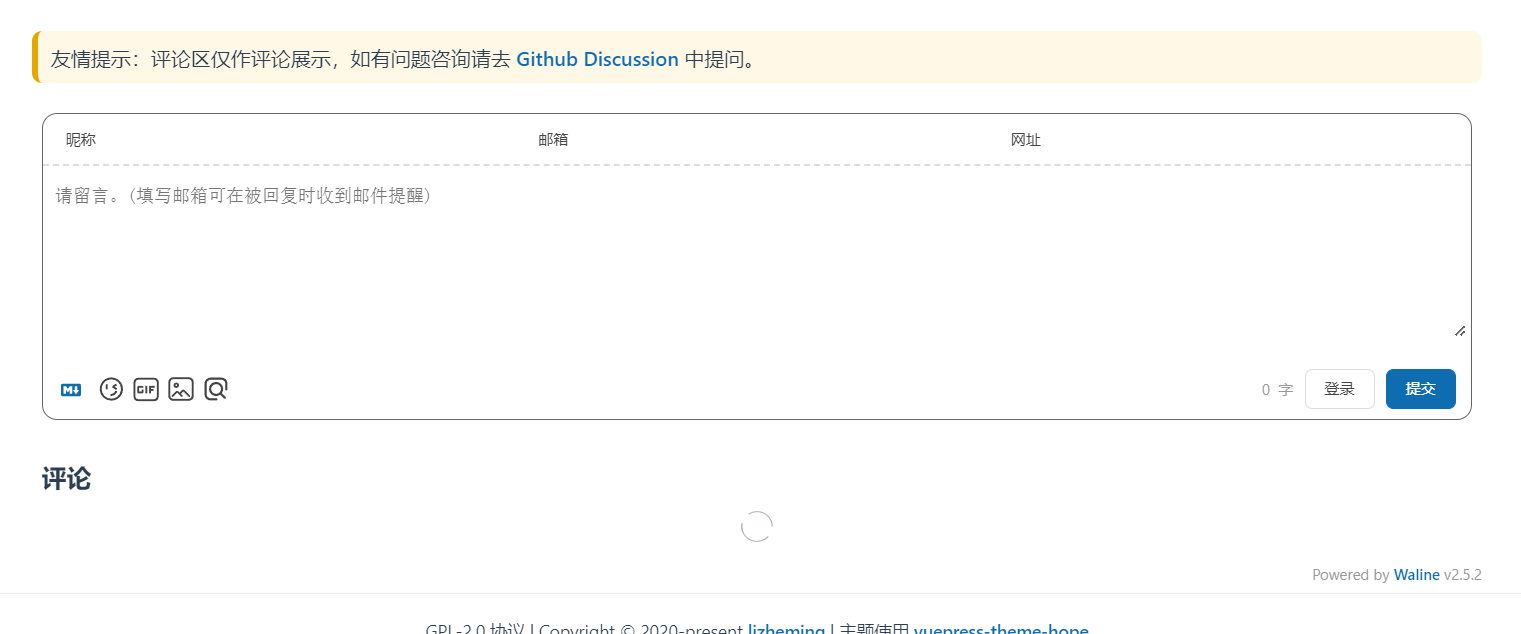 友情提示：评论区仅作评论展示，如有问题咨询请去 Github Discussion 中提问。
昵称 邮箱 网址
请留言。(填写邮箱可在被回复时收到邮件提醒)
M↓ GIF 0 字 登录 提交
评论
Powered by Waline v2.5.2
GPL-2.0 协议 | Copyright © 2020-present lizheming | 主题使用 vuepress-theme-hope